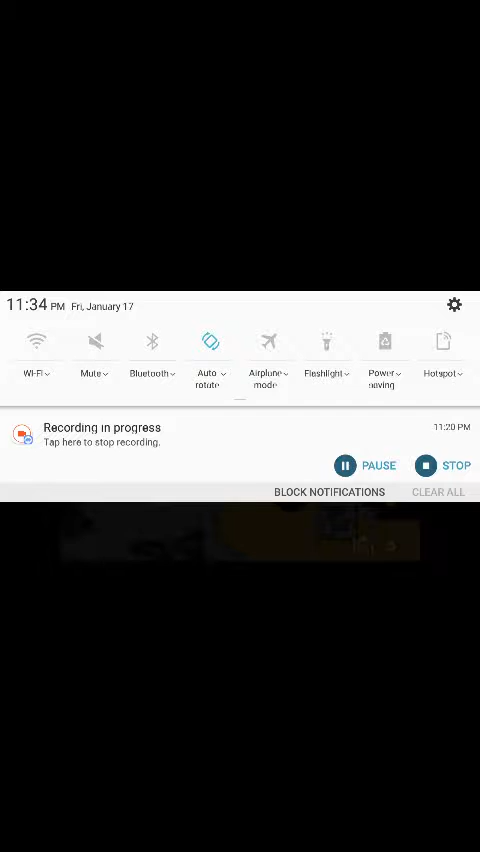 11:34 PM Fri, January 17
Wi-Fi Mute Bluetooth Auto rotate Airplane mode Flashlight Power saving Hotspot
Recording in progress 11:20 PM
Tap here to stop recording.
PAUSE STOP
BLOCK NOTIFICATIONS CLEAR ALL